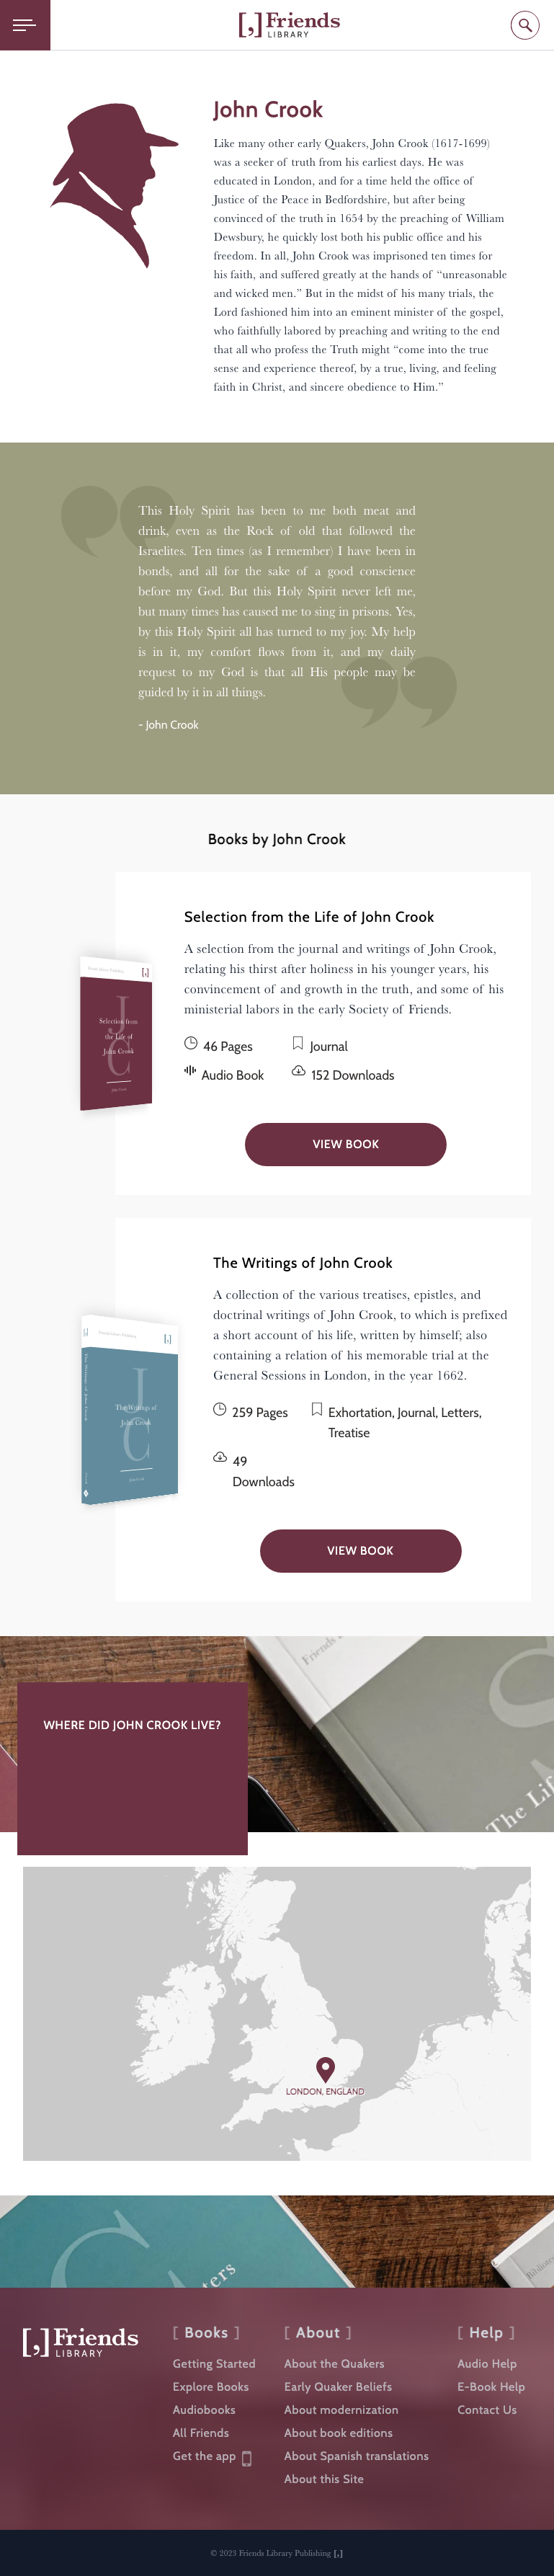 [,] Friends
LIBRARY
John Crook
Like many other early Quakers, John Crook (1617-1699)
was a seeker of truth from his earliest days. He was
educated in London, and for a time held the office of
Justice of the Peace in Bedfordshire, but after being
convinced of the truth in 1654 by the preaching of William
Dewsbury, he quickly lost both his public office and his
freedom. In all, John Crook was imprisoned ten times for
his faith, and suffered greatly at the hands of “unreasonable
and wicked men.” But in the midst of his many trials, the
Lord fashioned him into an eminent minister of the gospel,
who faithfully labored by preaching and writing to the end
that all who profess the Truth might “come into the true
sense and experience thereof, by a true, living, and feeling
faith in Christ, and sincere obedience to Him.”
This Holy Spirit has been to me both meat and
drink, even as the Rock of old that followed the
Israelites. Ten times (as I remember) I have been in
bonds, and all for the sake of a good conscience
before my God. But this Holy Spirit never left me,
but many times has caused me to sing in prisons. Yes,
by this Holy Spirit all has turned to my joy. My help
is in it, my comfort flows from it, and my daily
request to my God is that all His people may be
guided by it in all things.
- John Crook
Books by John Crook
Selection from the Life of John Crook
A selection from the journal and writings of John Crook,
relating his thirst after holiness in his younger years, his
convincement of and growth in the truth, and some of his
ministerial labors in the early Society of Friends.
46 Pages
Journal
Audio Book
152 Downloads
VIEW BOOK
[,]
J
C
Selection from
the Life of
John Crook
The Writings of John Crook
A collection of the various treatises, epistles, and
doctrinal writings of John Crook, to which is prefixed
a short account of his life, written by himself; also
containing a relation of his memorable trial at the
General Sessions in London, in the year 1662.
259 Pages
Exhortation, Journal, Letters,
Treatise
49
Downloads
VIEW BOOK
[,]
J
C
The Writings of
John Crook
The Writings of John Crook
WHERE DID JOHN CROOK LIVE?
Friends
The Lif
LONDON, ENGLAND
C
ters
Bibliotec
[,] Friends
LIBRARY
[ Books ]
Getting Started
Explore Books
Audiobooks
All Friends
Get the app
[ About ]
About the Quakers
Early Quaker Beliefs
About modernization
About book editions
About Spanish translations
About this Site
[ Help ]
Audio Help
E-Book Help
Contact Us
© 2023 Friends Library Publishing [,]